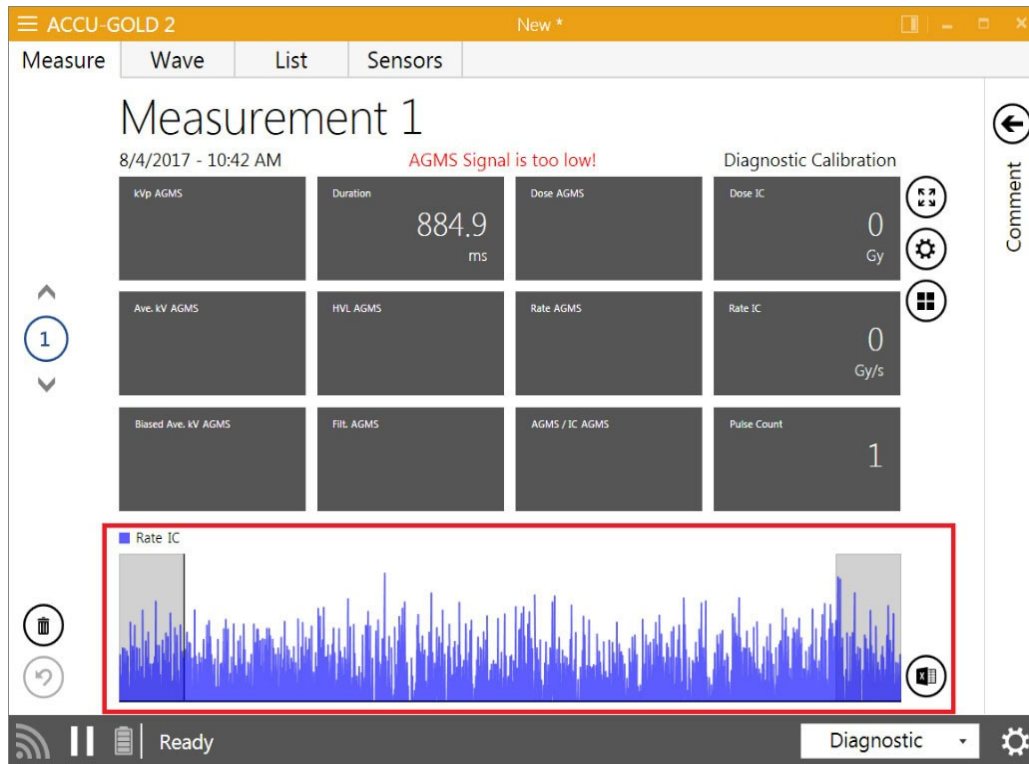 ACCU-GOLD 2
New *
Measure Wave List Sensors
Measurement 1
8/4/2017 - 10:42 AM AGMS Signal is too low! Diagnostic Calibration
kVp AGMS
Duration
884.9
ms
Dose AGMS
Dose IC
0
Gy
Ave. kV AGMS
HVL AGMS
Rate AGMS
Rate IC
0
Gy/s
Biased Ave. kV AGMS
Filt. AGMS
AGMS / IC AGMS
Pulse Count
1
1
Comment
Rate IC
X
Ready
Diagnostic